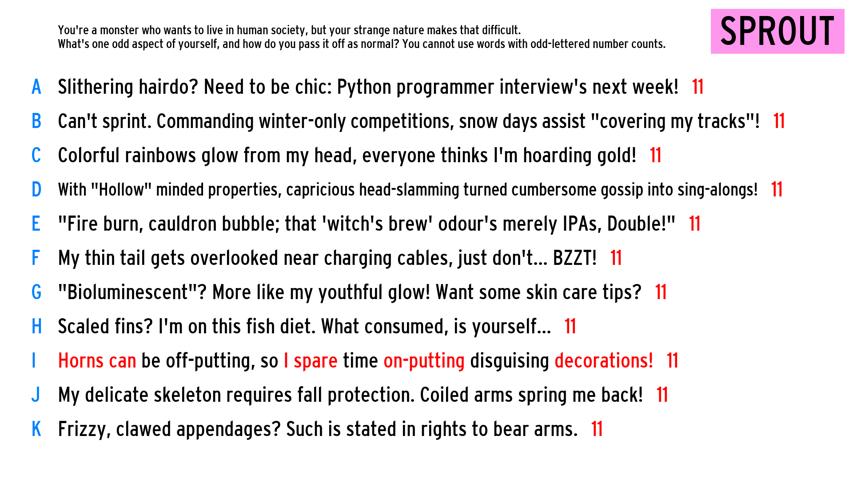 You're a monster who wants to live in human society, but your strange nature makes that difficult.
What's one odd aspect of yourself, and how do you pass it off as normal? You cannot use words with odd-lettered number counts.
SPROUT
A Slithering hairdo? Need to be chic: Python programmer interview's next week! 11
B Can't sprint. Commanding winter-only competitions, snow days assist "covering my tracks"! 11
C Colorful rainbows glow from my head, everyone thinks I'm hoarding gold! 11
D With "Hollow" minded properties, capricious head-slamming turned cumbersome gossip into sing-alongs! 11
E "Fire burn, cauldron bubble; that 'witch's brew' odour's merely IPAs, Double!" 11
F My thin tail gets overlooked near charging cables, just don't... BZZT! 11
G "Bioluminescent"? More like my youthful glow! Want some skin care tips? 11
H Scaled fins? I'm on this fish diet. What consumed, is yourself... 11
I Horns can be off-putting, so I spare time on-putting disguising decorations! 11
J My delicate skeleton requires fall protection. Coiled arms spring me back! 11
K Frizzy, clawed appendages? Such is stated in rights to bear arms. 11